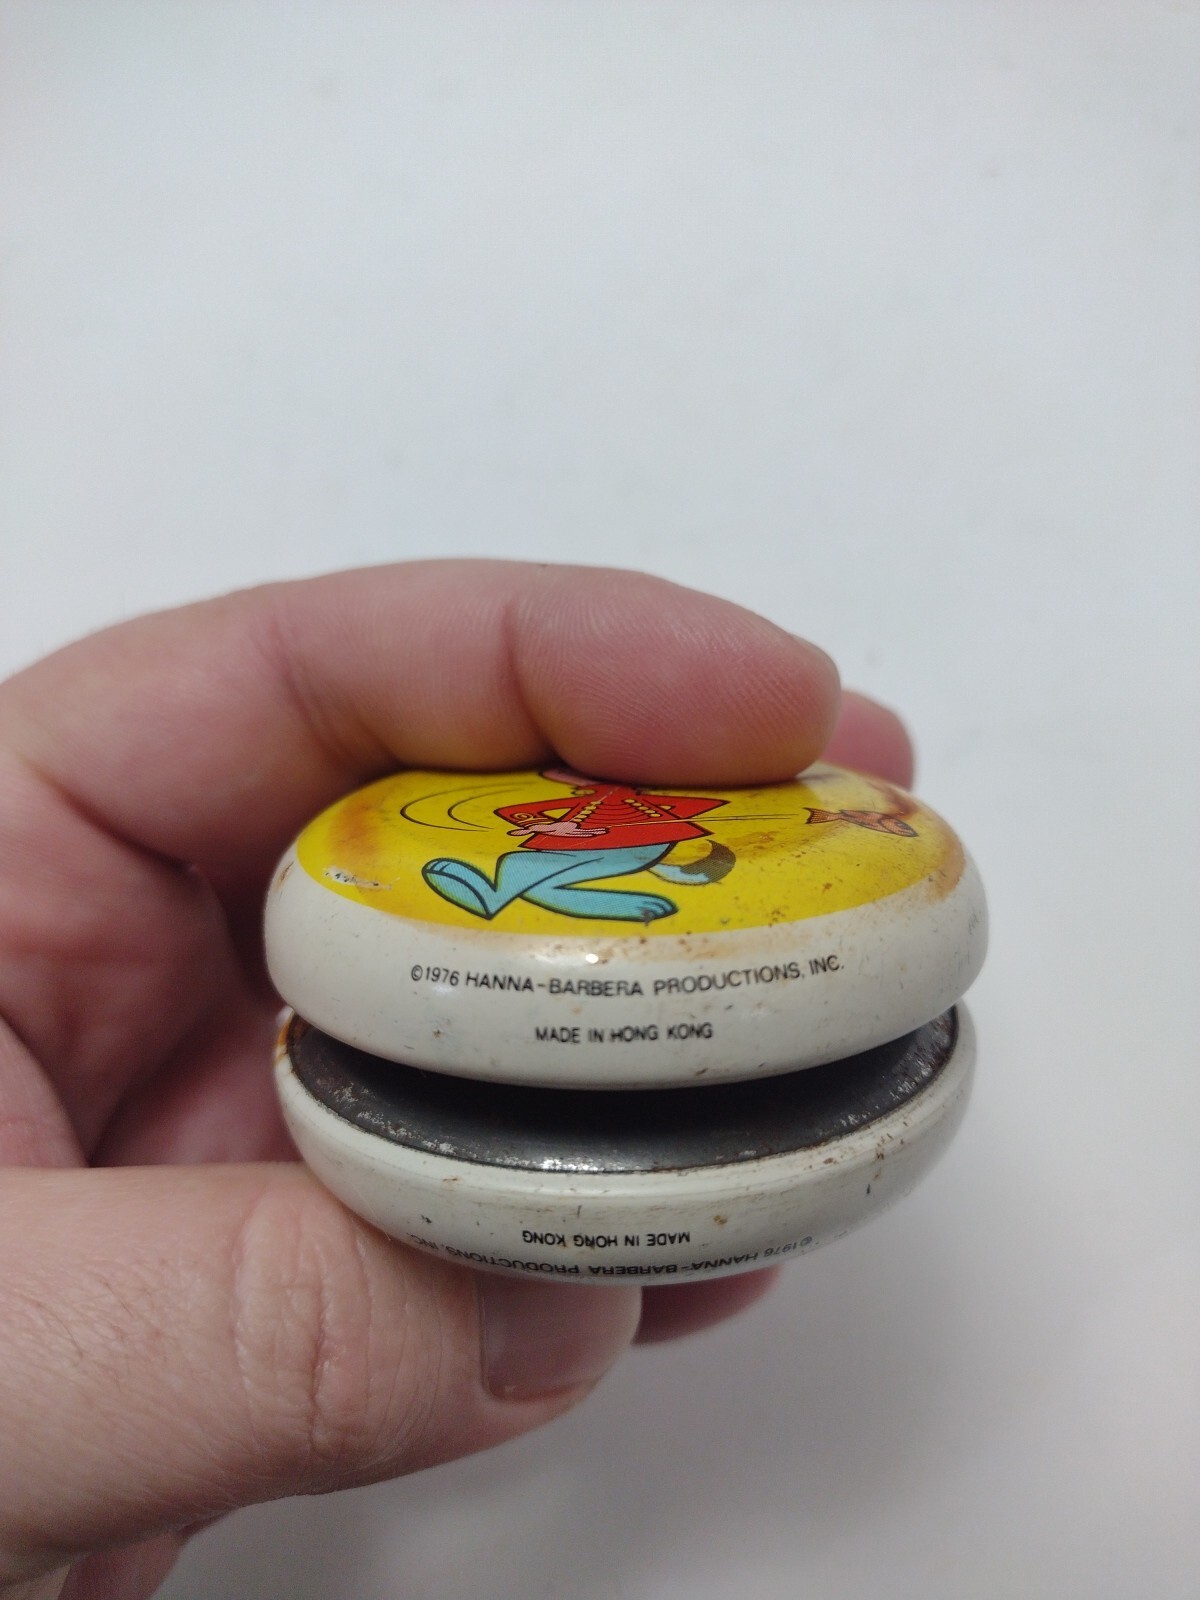 ©1976 HANNA-BARBERA PRODUCTIONS, INC.
MADE IN HONG KONG
MADE IN HONG KONG
©1976 HANNA-BARBERA PRODUCTIONS, INC.